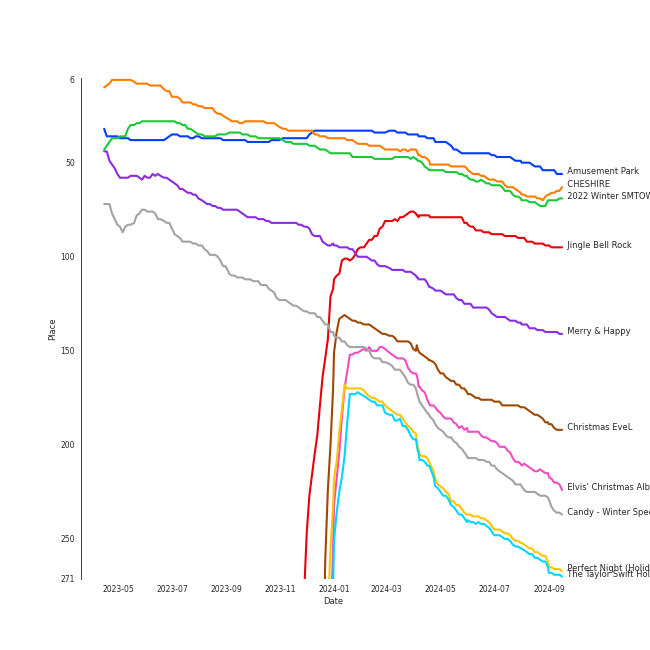 6
50
100
150
200
250
271
Place
2023-05
2023-07
2023-09
2023-11
2024-01
2024-03
2024-05
2024-07
2024-09
Date
Amusement Park
CHESHIRE
2022 Winter SMTOW
Jingle Bell Rock
Merry & Happy
Christmas EveL
Elvis' Christmas Alb
Candy - Winter Spe
Perfect Night (Holid
The Taylor Swift Hol